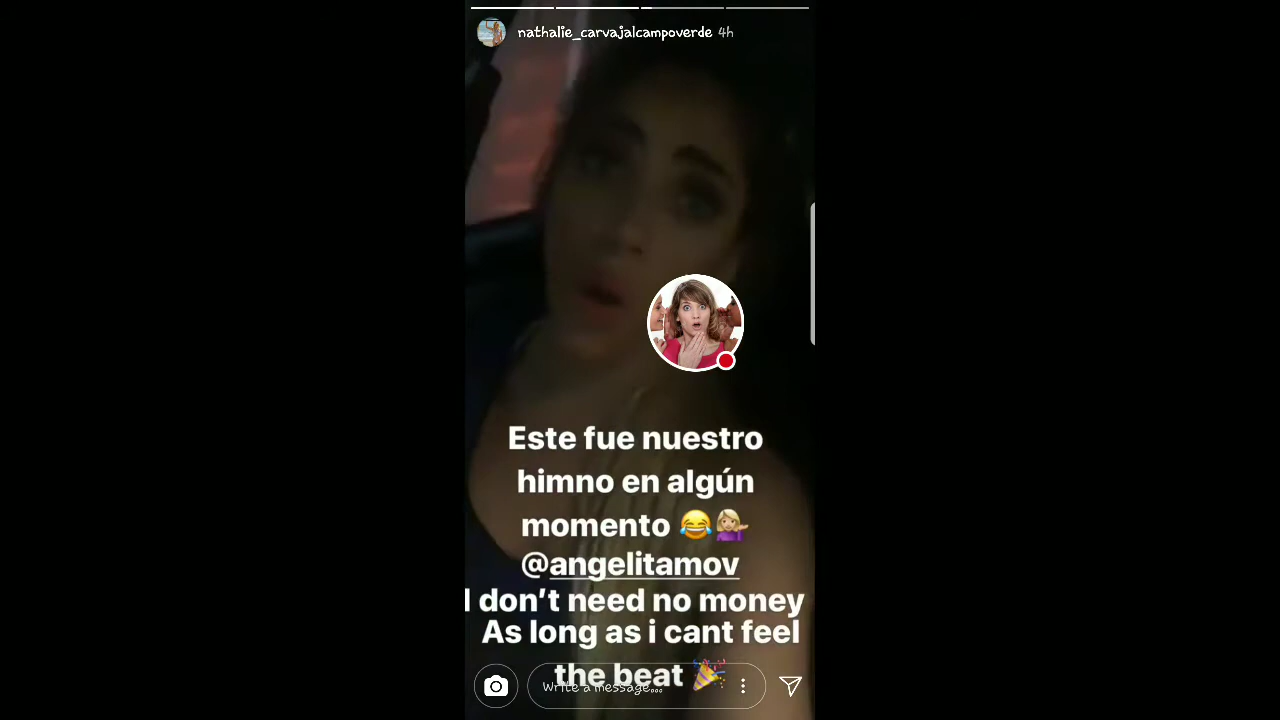 nathalie_carvajalcampoverde 4h
Este fue nuestro
himno en algún
momento 😂💁🏼‍♀️
@angelitamov
I don't need no money
As long as i cant feel
the beat 🎉
Write a message...